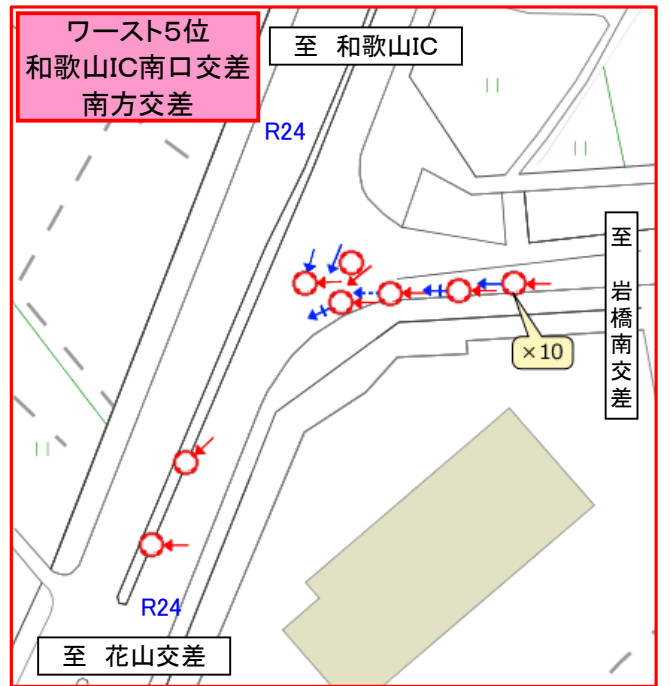 ワースト5位
和歌山IC南口交差
南方交差
至 和歌山IC
R24
至 岩橋南交差
×10
R24
至 花山交差